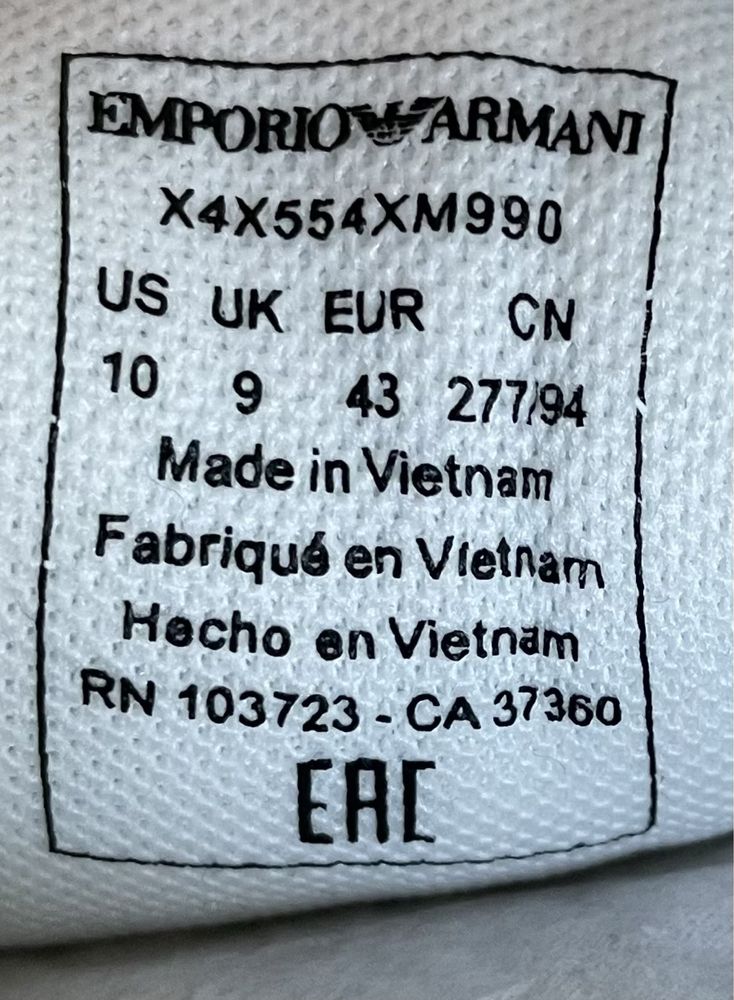 EMPORIO ARMANI
X4X554XM990
US UK EUR CN
10 9 43 277/94
Made in Vietnam
Fabriqué en Vietnam
Hecho en Vietnam
RN 103723 - CA 37360
EAC